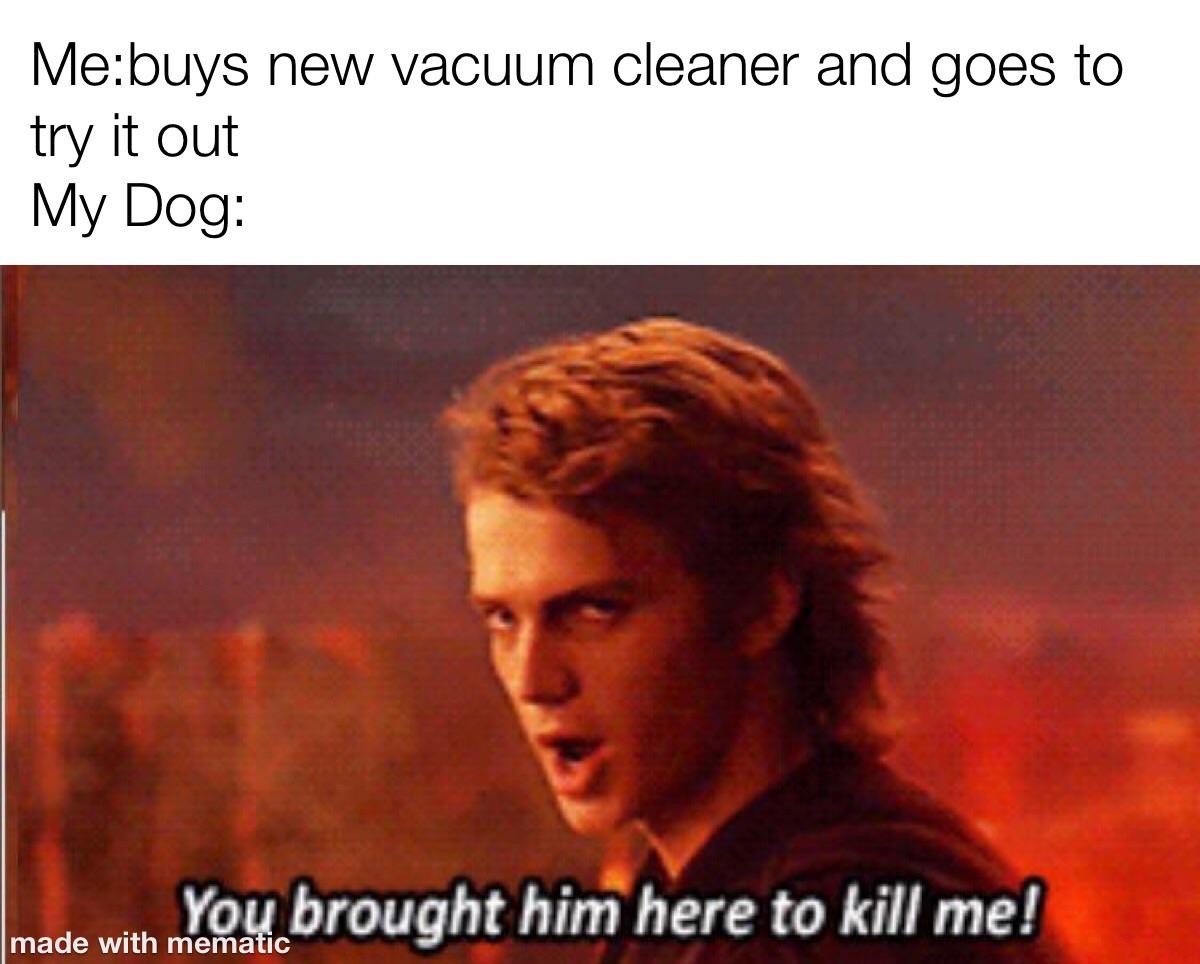 Me:buys new vacuum cleaner and goes to
try it out
My Dog:
You brought him here to kill me!
made with mematic